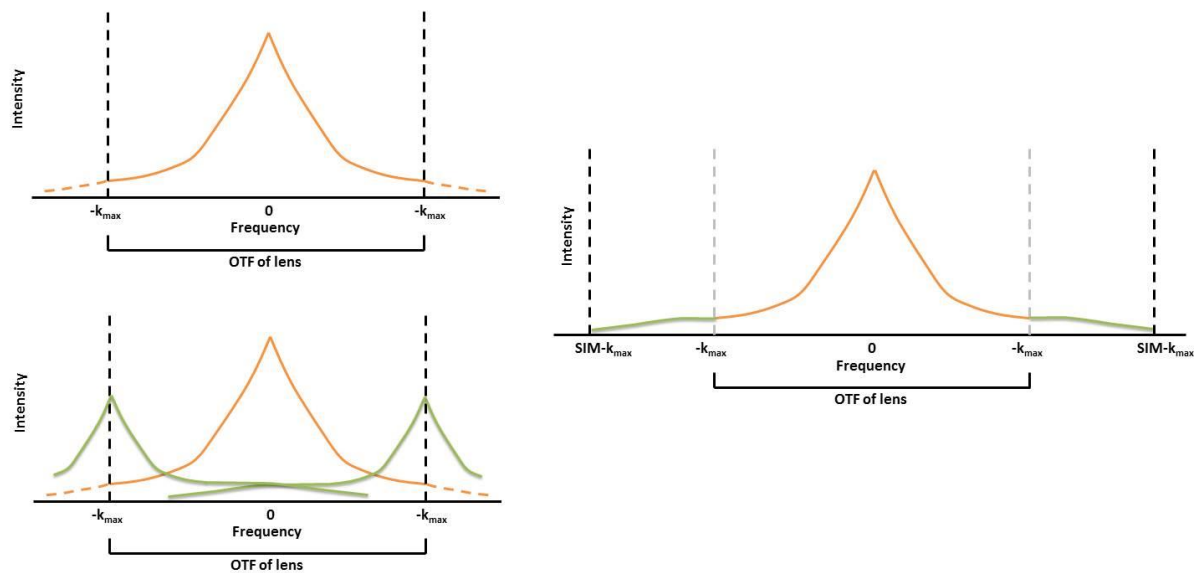 Intensity
-kmax
0
-kmax
Frequency
OTF of lens
Intensity
-kmax
0
-kmax
Frequency
OTF of lens
Intensity
SIM-kmax
-kmax
0
-kmax
SIM-kmax
Frequency
OTF of lens